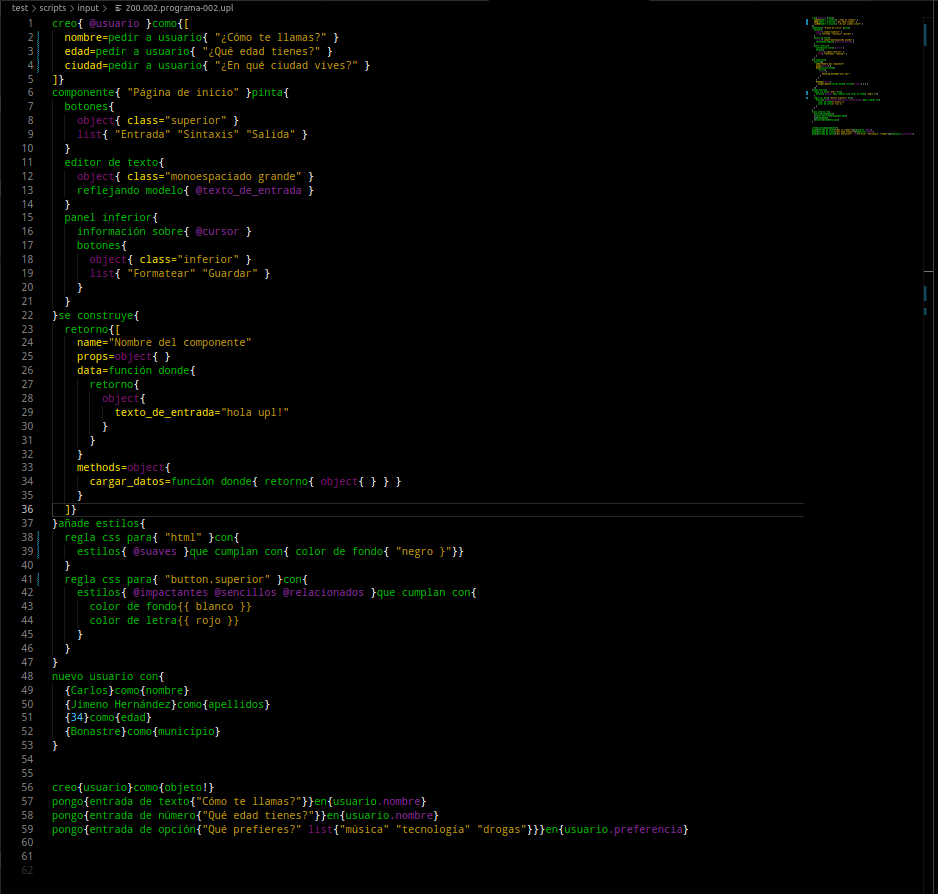 test > scripts > input > 200.002.programa-002.upl
1 creo{ @usuario }como{[
2   nombre=pedir a usuario{ "¿Cómo te llamas?" }
3   edad=pedir a usuario{ "¿Qué edad tienes?" }
4   ciudad=pedir a usuario{ "¿En qué ciudad vives?" }
5 ]}
6 componente{ "Página de inicio" }pinta{
7   botones{
8     object{ class="superior" }
9     list{ "Entrada" "Sintaxis" "Salida" }
10   }
11   editor de texto{
12     object{ class="monoespaciado grande" }
13     reflejando modelo{ @texto_de_entrada }
14   }
15   panel inferior{
16     información sobre{ @cursor }
17     botones{
18       object{ class="inferior" }
19       list{ "Formatear" "Guardar" }
20     }
21   }
22 }se construye{
23   retorno{[
24     name="Nombre del componente"
25     props=object{ }
26     data=función donde{
27       retorno{
28         object{
29           texto_de_entrada="hola upl!"
30         }
31       }
32     }
33     methods=object{
34       cargar_datos=función donde{ retorno{ object{ } } }
35     }
36   ]}
37 }añade estilos{
38   regla css para{ "html" }con{
39     estilos{ @suaves }que cumplan con{ color de fondo{ "negro }"}}
40   }
41   regla css para{ "button.superior" }con{
42     estilos{ @impactantes @sencillos @relacionados }que cumplan con{
43       color de fondo{{ blanco }}
44       color de letra{{ rojo }}
45     }
46   }
47 }
48 nuevo usuario con{
49   {Carlos}como{nombre}
50   {Jimeno Hernández}como{apellidos}
51   {34}como{edad}
52   {Bonastre}como{municipio}
53 }
54
55
56 creo{usuario}como{objeto!}
57 pongo{entrada de texto{"Cómo te llamas?"}}en{usuario.nombre}
58 pongo{entrada de número{"Qué edad tienes?"}}en{usuario.nombre}
59 pongo{entrada de opción{"Qué prefieres?" list{"música" "tecnología" "drogas"}}}en{usuario.preferencia}
60
61
62